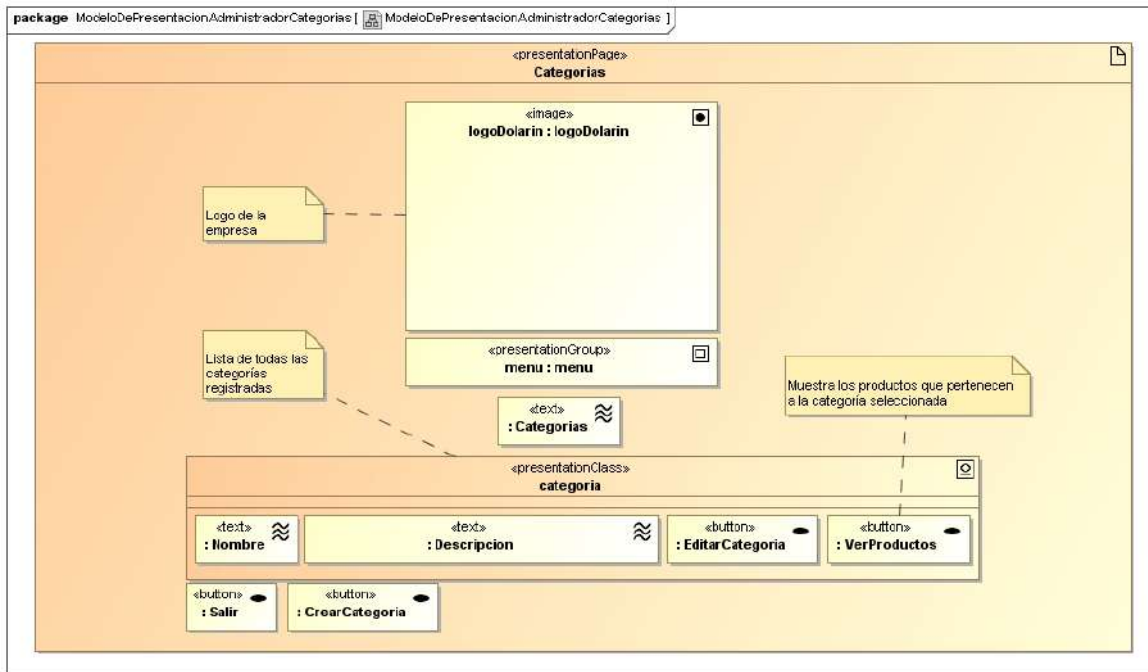 package ModeloDePresentacionAdministradorCategorias [ ModeloDePresentacionAdministradorCategorias ]
«presentationPage»
Categorias
«image»
logoDolarin : logoDolarin
Logo de la
empresa
Lista de todas las
categorías
registradas
«presentationGroup»
menu : menu
Muestra los productos que pertenecen
a la categoría seleccionada
«text»
: Categorias
«presentationClass»
categoria
«text»
: Nombre
«text»
: Descripcion
«button»
: EditarCategoria
«button»
: VerProductos
«button»
: Salir
«button»
: CrearCategoria